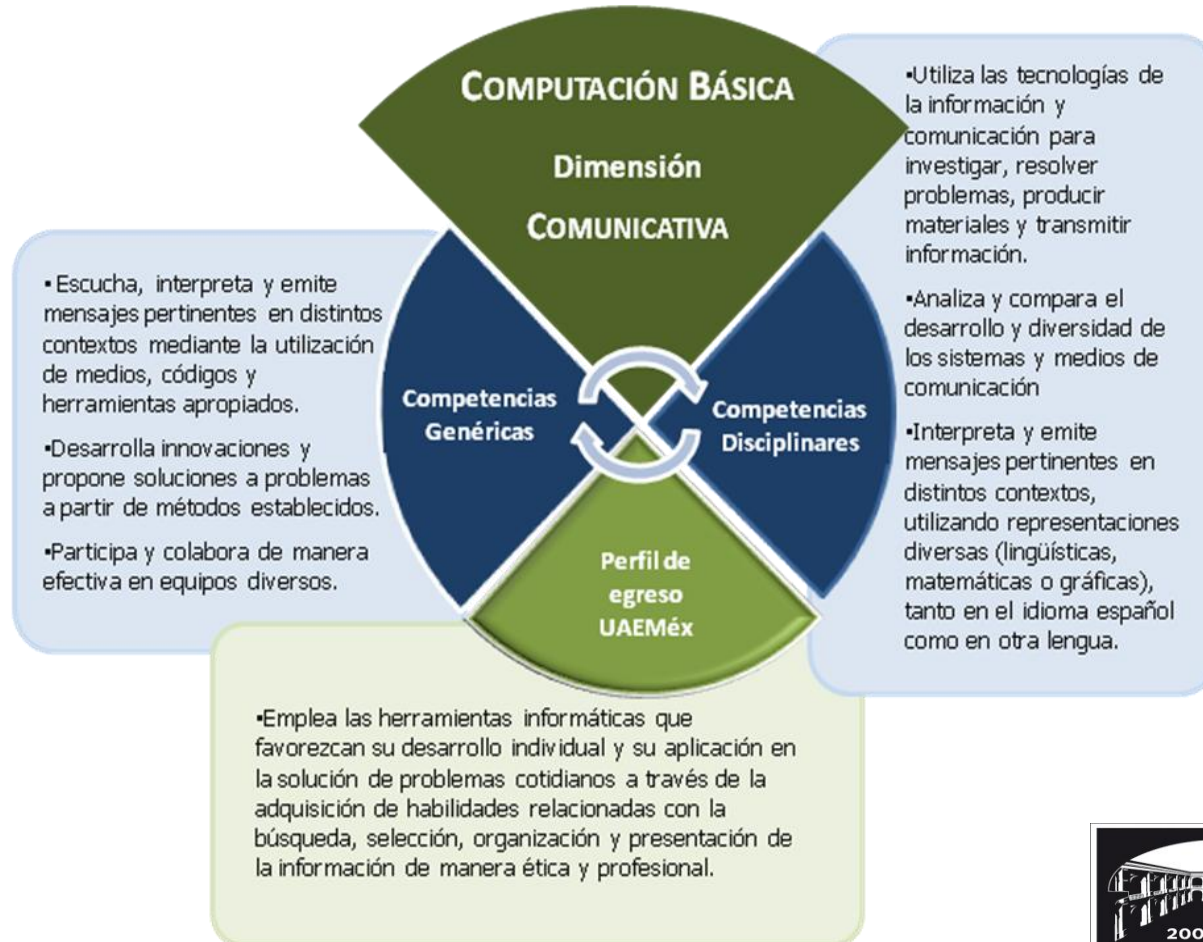 COMPUTACIÓN BÁSICA
Dimensión
COMUNICATIVA
▪Utiliza las tecnologías de
la información y
comunicación para
investigar, resolver
problemas, producir
materiales y transmitir
información.
▪Analiza y compara el
desarrollo y diversidad de
los sistemas y medios de
comunicación
▪Interpreta y emite
mensajes pertinentes en
distintos contextos,
utilizando representaciones
diversas (lingüísticas,
matemáticas o gráficas),
tanto en el idioma español
como en otra lengua.
▪Escucha, interpreta y emite
mensajes pertinentes en distintos
contextos mediante la utilización
de medios, códigos y
herramientas apropiados.
▪Desarrolla innovaciones y
propone soluciones a problemas
a partir de métodos establecidos.
▪Participa y colabora de manera
efectiva en equipos diversos.
Competencias
Genéricas
Competencias
Disciplinares
Perfil de
egreso
UAEMéx
▪Emplea las herramientas informáticas que
favorezcan su desarrollo individual y su aplicación en
la solución de problemas cotidianos a través de la
adquisición de habilidades relacionadas con la
búsqueda, selección, organización y presentación de
la información de manera ética y profesional.